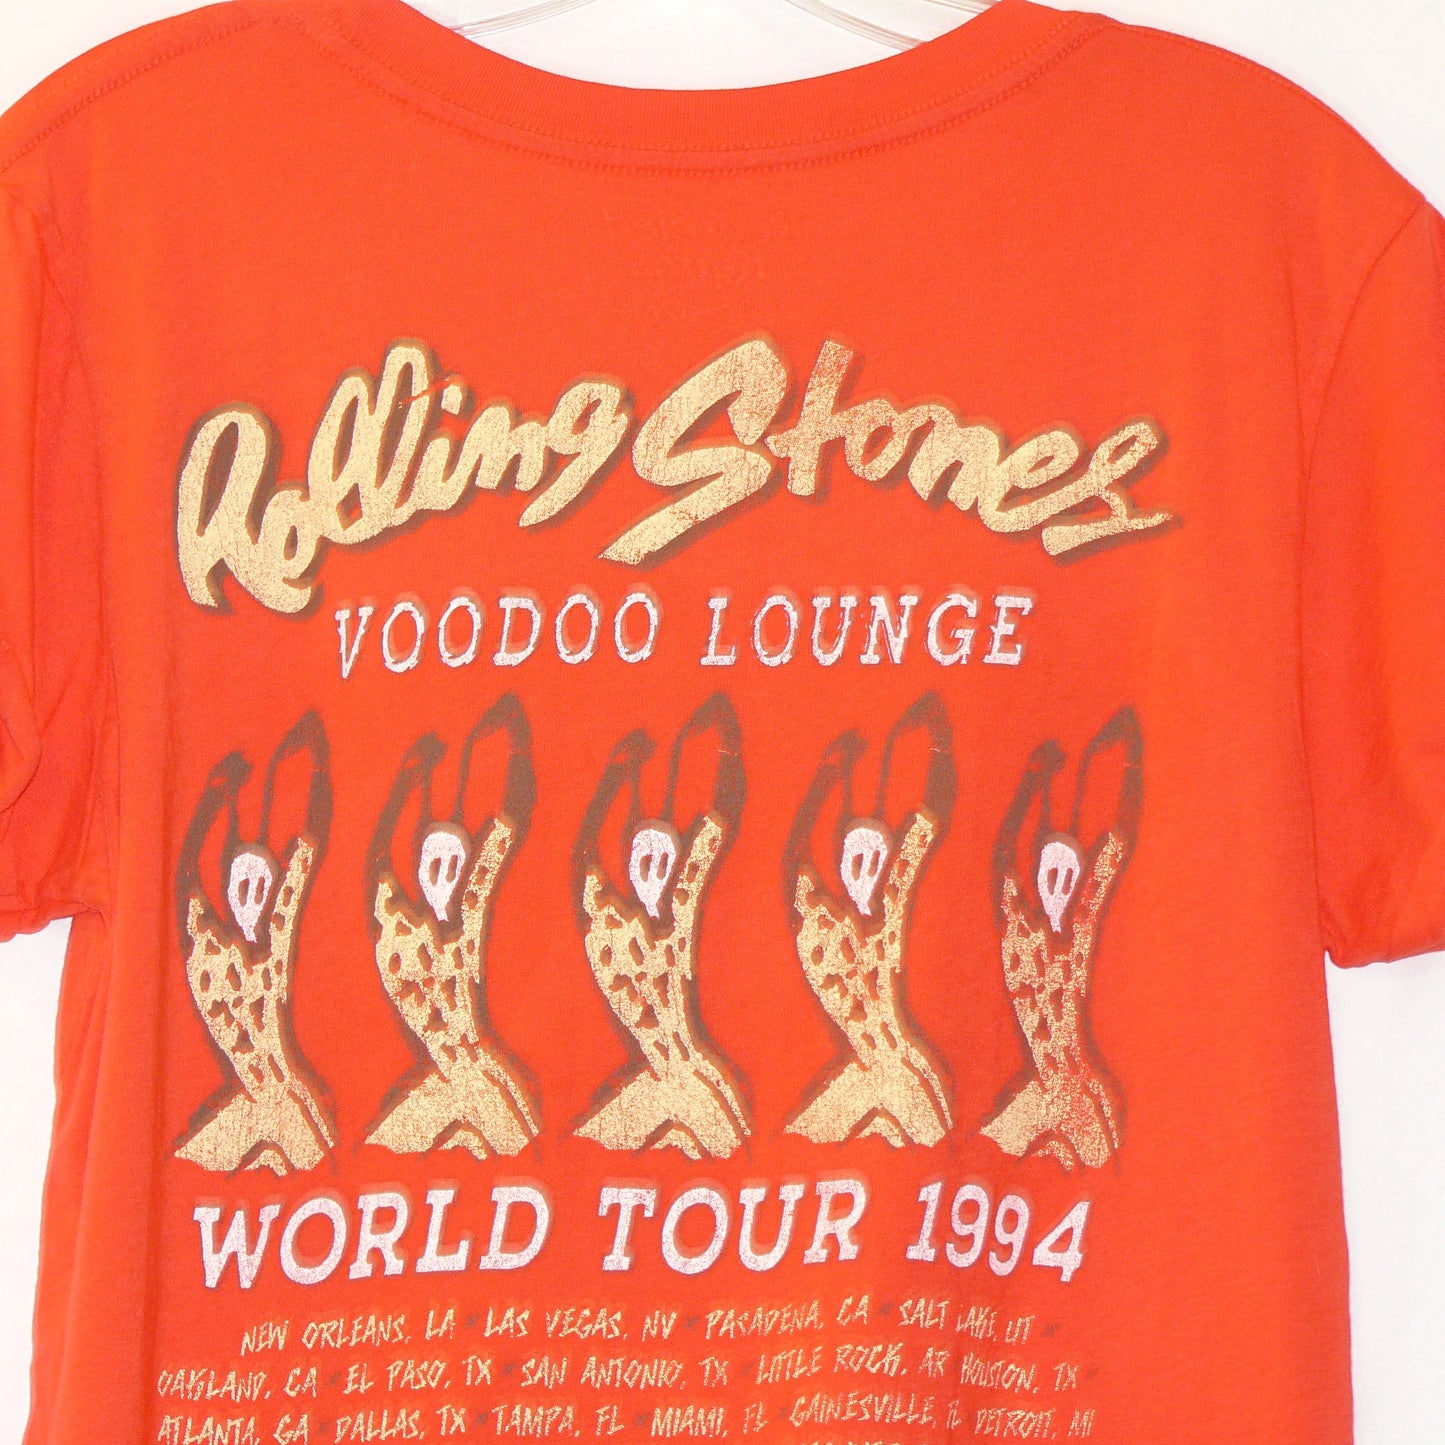 Rolling Stones
VOODOO LOUNGE
WORLD TOUR 1994
NEW ORLEANS, LA * LAS VEGAS, NV * PASADENA, CA * SALT LAKE, UT *
OAKLAND, CA * EL PASO, TX * SAN ANTONIO, TX * LITTLE ROCK, AR HOUSTON, TX *
ATLANTA, GA * DALLAS, TX * TAMPA, FL * MIAMI, FL * GAINESVILLE, FL DETROIT, MI